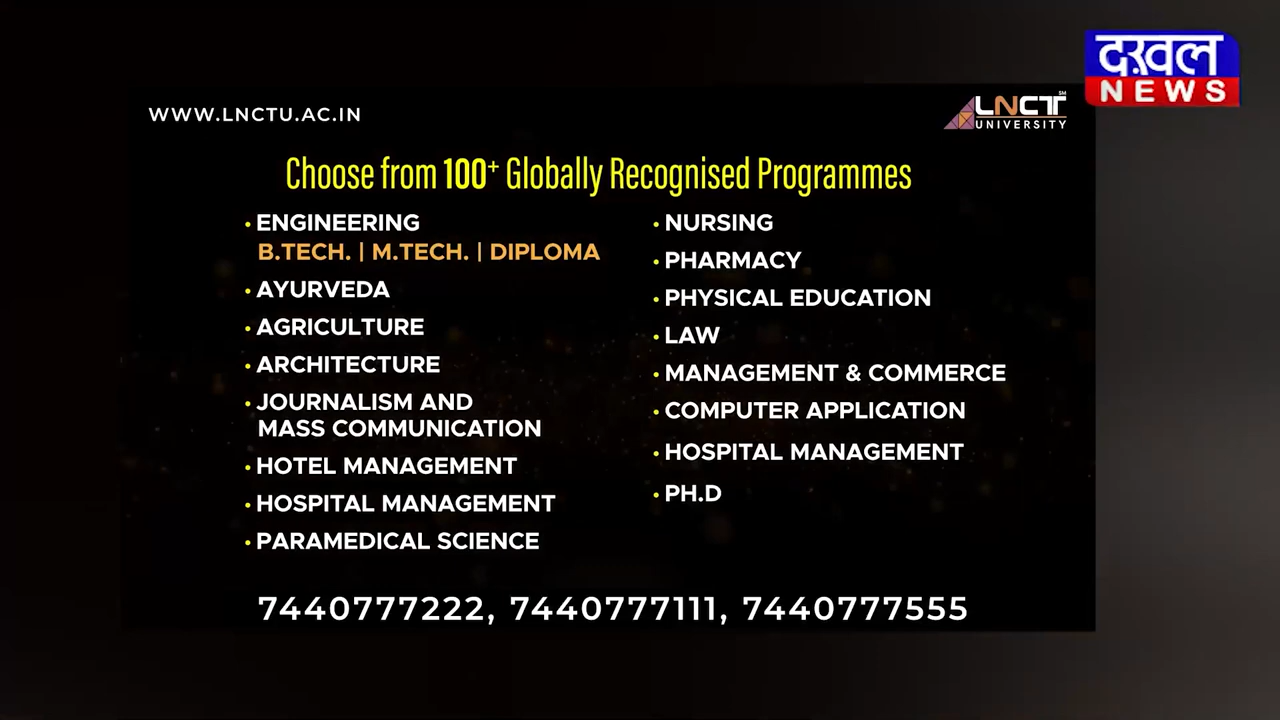 दख़ल
NEWS
WWW.LNCTU.AC.IN
LNCT SM
UNIVERSITY
Choose from 100+ Globally Recognised Programmes
• ENGINEERING
B.TECH. | M.TECH. | DIPLOMA
• AYURVEDA
• AGRICULTURE
• ARCHITECTURE
• JOURNALISM AND
MASS COMMUNICATION
• HOTEL MANAGEMENT
• HOSPITAL MANAGEMENT
• PARAMEDICAL SCIENCE
• NURSING
• PHARMACY
• PHYSICAL EDUCATION
• LAW
• MANAGEMENT & COMMERCE
• COMPUTER APPLICATION
• HOSPITAL MANAGEMENT
• PH.D
7440777222, 7440777111, 7440777555